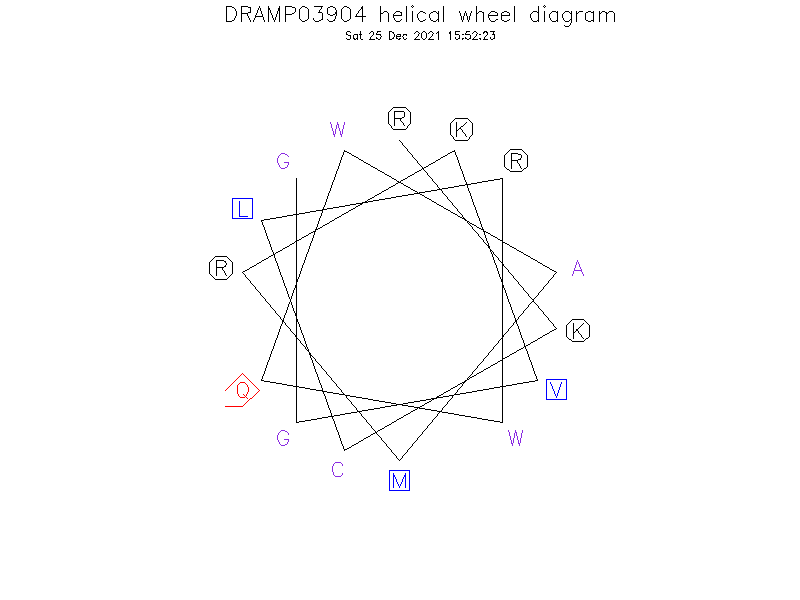 DRAMP03904 helical wheel diagram
Sat 25 Dec 2021 15:52:23
R
W
K
G
R
L
R
A
K
Q
V
G
W
C
M